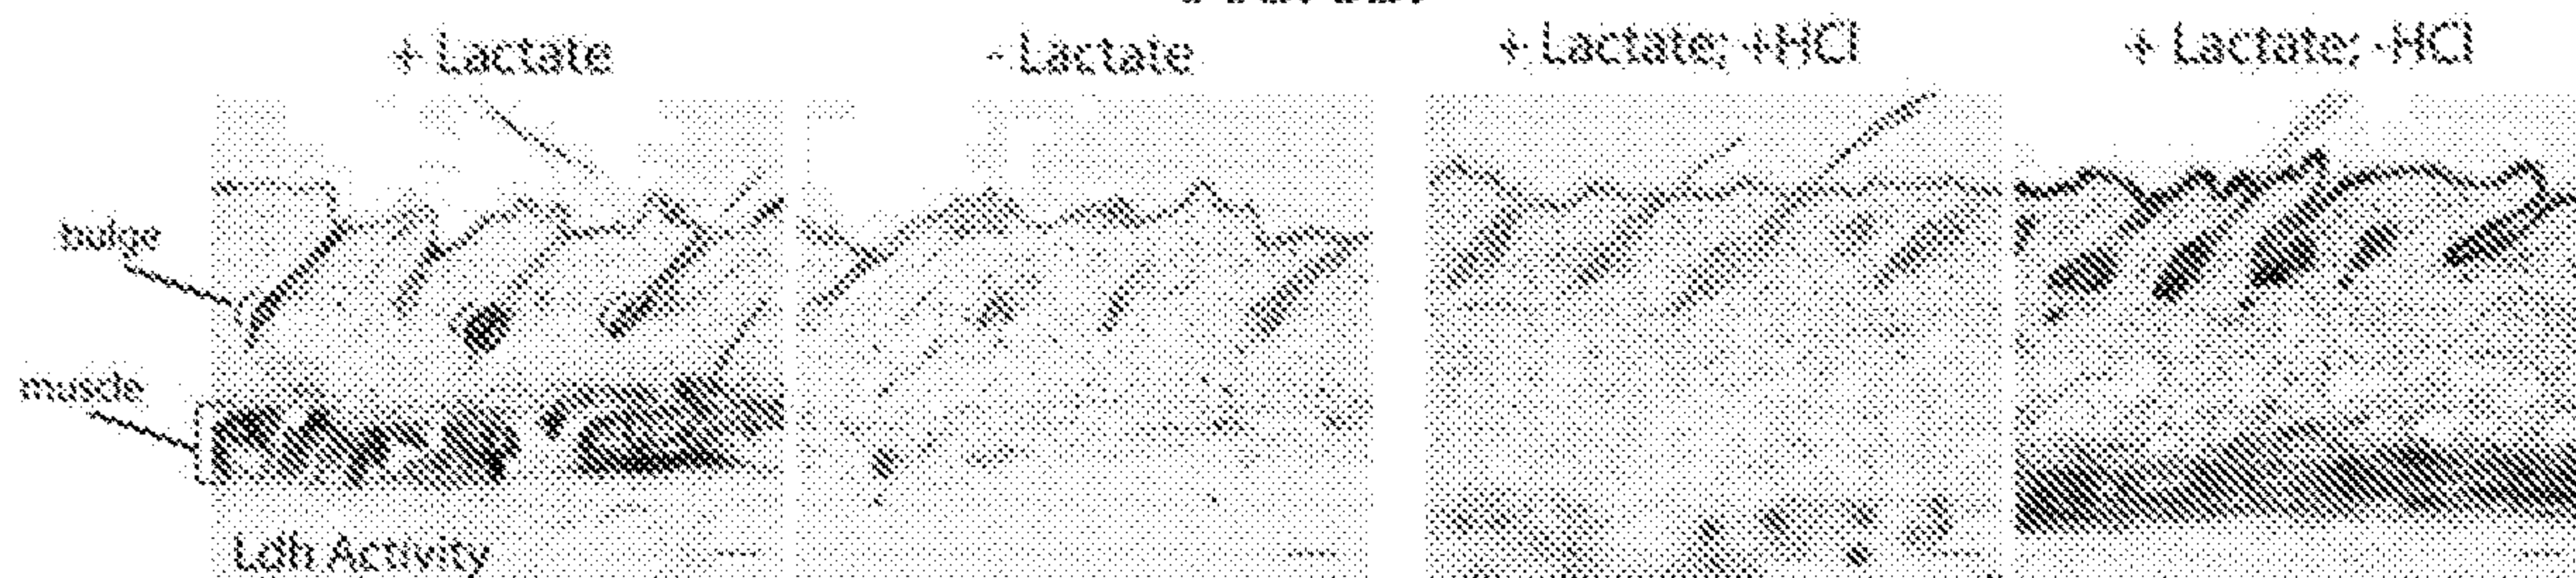 + Lactate
- Lactate
+ Lactate; +HCl
+ Lactate; -HCl
bulge
muscle
Ldh Activity